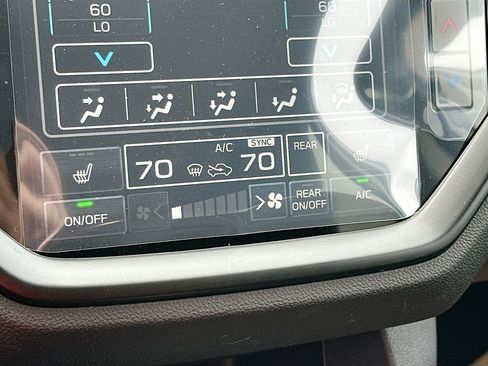 60 60
LO LO
A/C SYNC
70 70 REAR
ON/OFF REAR ON/OFF A/C